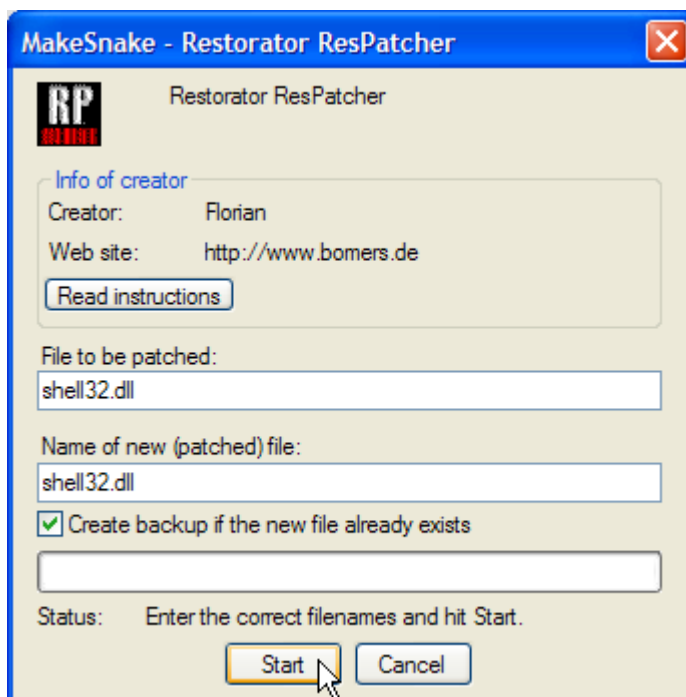 MakeSnake - Restorator ResPatcher
RP
Restorator ResPatcher
Info of creator
Creator: Florian
Web site: http://www.bomers.de
Read instructions
File to be patched:
shell32.dll
Name of new (patched) file:
shell32.dll
Create backup if the new file already exists
Status: Enter the correct filenames and hit Start.
Start Cancel